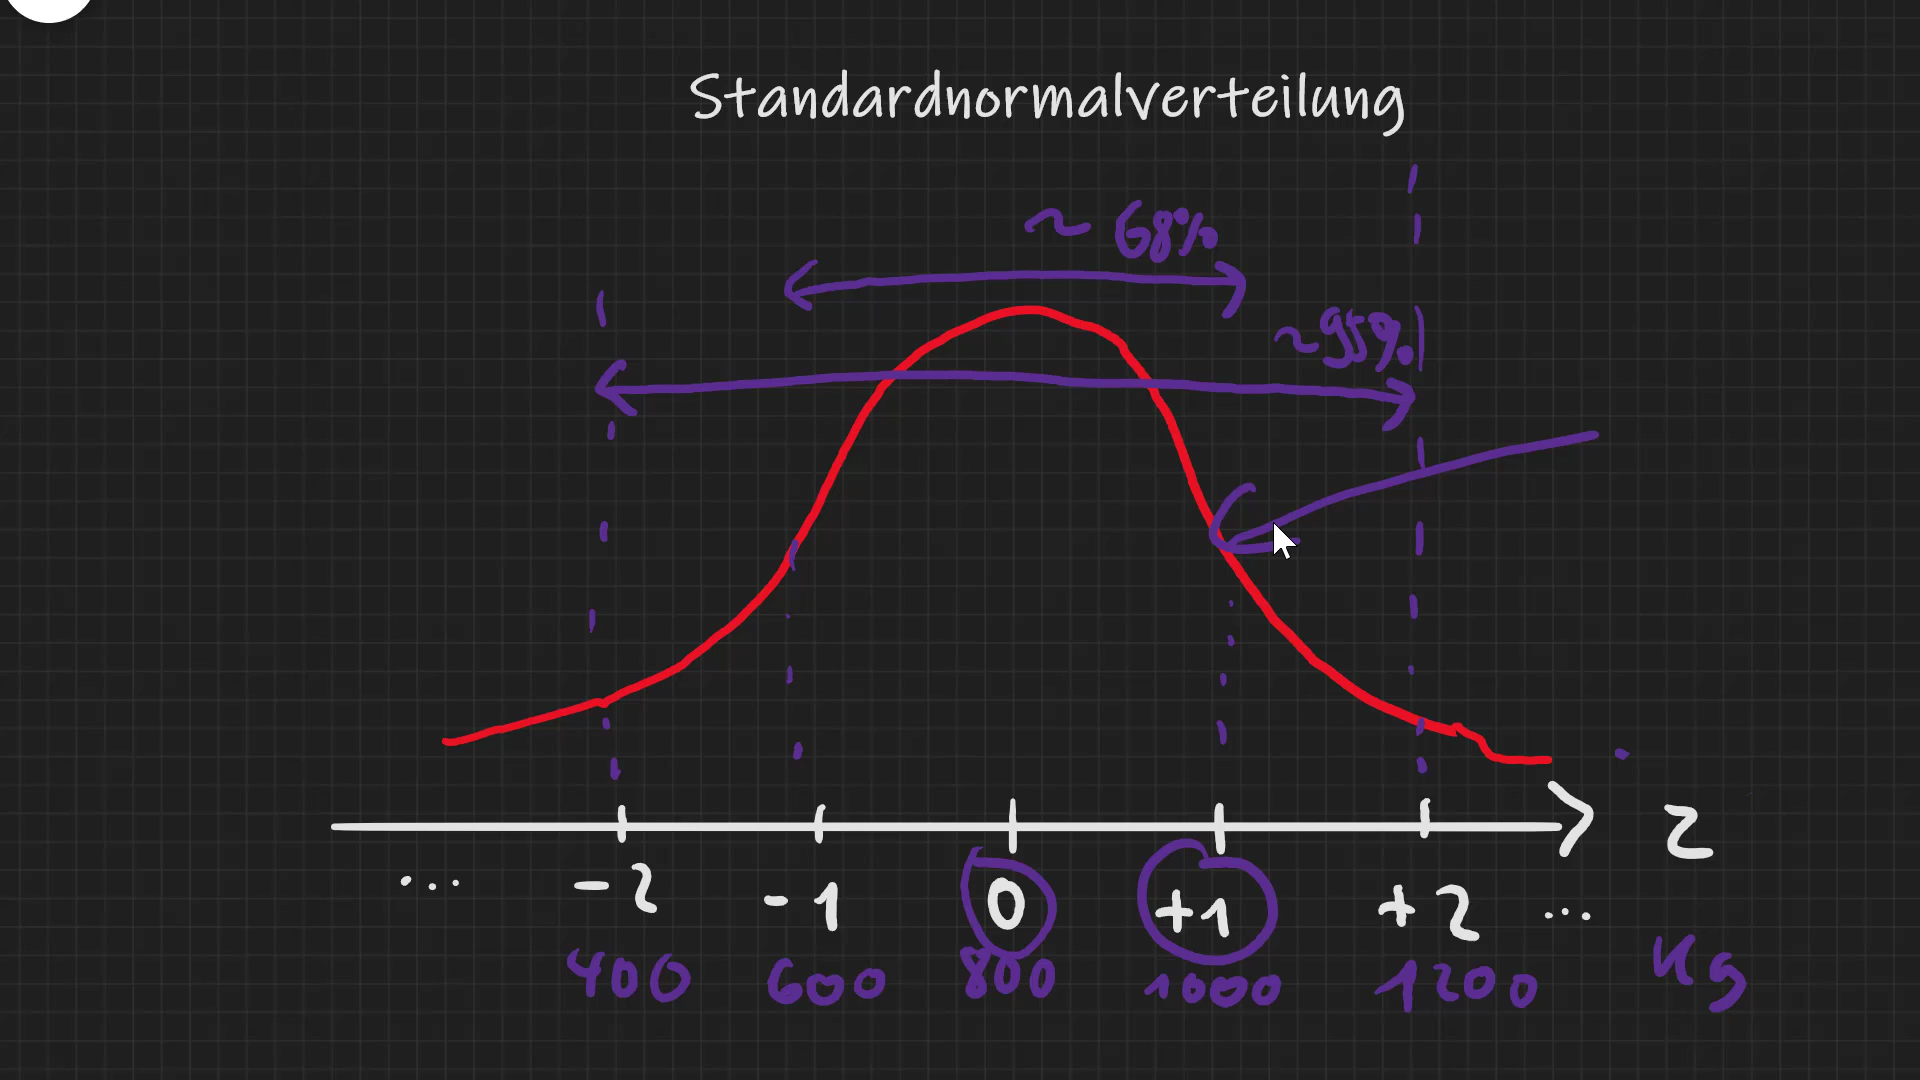 Standardnormalverteilung
~ 68%
~95%
z
... -2 -1 0 +1 +2 ...
400 600 800 1000 1200 Kg